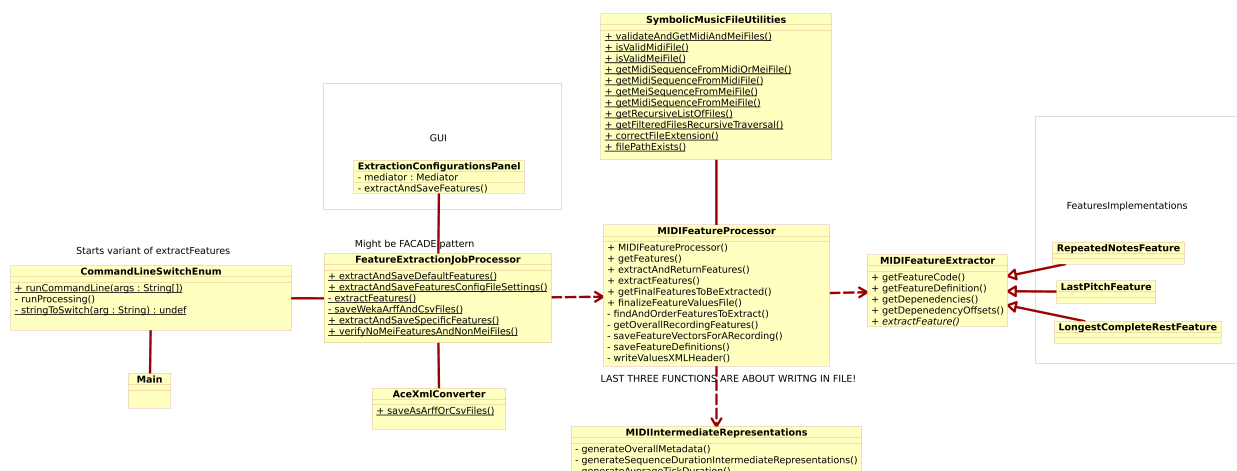 SymbolicMusicFileUtilities
+ validateAndGetMidiAndMeiFiles()
+ isValidMidiFile()
+ isValidMeiFile()
+ getMidiSequenceFromMidiOrMeiFile()
+ getMidiSequenceFromMidiFile()
+ getMeiSequenceFromMeiFile()
+ getMidiSequenceFromMeiFile()
+ getRecursiveListOfFiles()
+ getFilteredFilesRecursiveTraversal()
+ correctFileExtension()
+ filePathExists()
GUI
ExtractionConfigurationsPanel
- mediator : Mediator
- extractAndSaveFeatures()
Starts variant of extractFeatures
CommandLineSwitchEnum
+ runCommandLine(args : String[])
- runProcessing()
- stringToSwitch(arg : String) : undef
Main
Might be FACADE pattern
FeatureExtractionJobProcessor
+ extractAndSaveDefaultFeatures()
+ extractAndSaveFeaturesConfigFileSettings()
- extractFeatures()
- saveWekaArffAndCsvFiles()
+ extractAndSaveSpecificFeatures()
+ verifyNoMeiFeaturesAndNonMeiFiles()
AceXmlConverter
+ saveAsArffOrCsvFiles()
MIDIFeatureProcessor
+ MIDIFeatureProcessor()
+ getFeatures()
+ extractAndReturnFeatures()
+ extractFeatures()
+ getFinalFeaturesToBeExtracted()
+ finalizeFeatureValuesFile()
- findAndOrderFeaturesToExtract()
- getOverallRecordingFeatures()
- saveFeatureVectorsForARecording()
- saveFeatureDefinitions()
- writeValuesXMLHeader()
LAST THREE FUNCTIONS ARE ABOUT WRITNG IN FILE!
MIDIIntermediateRepresentations
- generateOverallMetadata()
- generateSequenceDurationIntermediateRepresentations()
- generateAverageTickDuration()
MIDIFeatureExtractor
+ getFeatureCode()
+ getFeatureDefinition()
+ getDepenedencies()
+ getDepenedencyOffsets()
+ extractFeature()
FeaturesImplementations
RepeatedNotesFeature
LastPitchFeature
LongestCompleteRestFeature